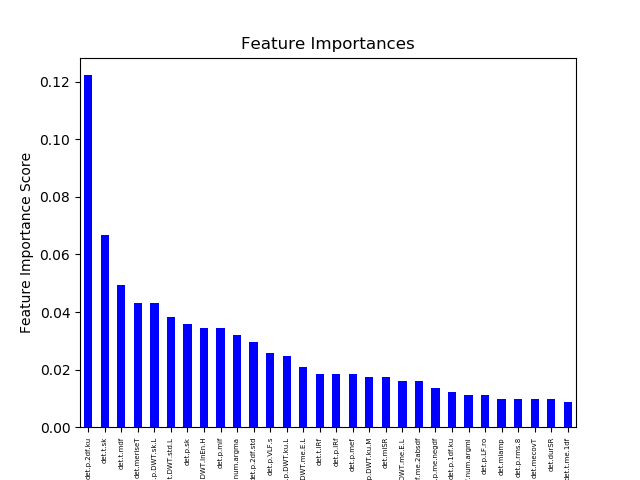 Feature Importances
Feature Importance Score
0.12
0.10
0.08
0.06
0.04
0.02
0.00
det.p.2df.ku
det.t.sk
det.t.mdf
det.meriseT
.p.DWT.sk.L
t.DWT.std.L
det.p.sk
DWT.lnEn.H
det.p.mif
num.argma
det.p.2df.std
det.p.VLF.s
.p.DWT.ku.L
DWT.me.E.L
det.t.IRf
det.p.IRf
det.p.mef
p.DWT.ku.M
det.miSR
DWT.me.E.L
f.me.2absdf
.p.me.negdf
det.p.1df.ku
.num.argmi
det.p.LF.ro
det.miamp
det.p.rms.8
det.mecovT
det.durSR
det.t.me.1df